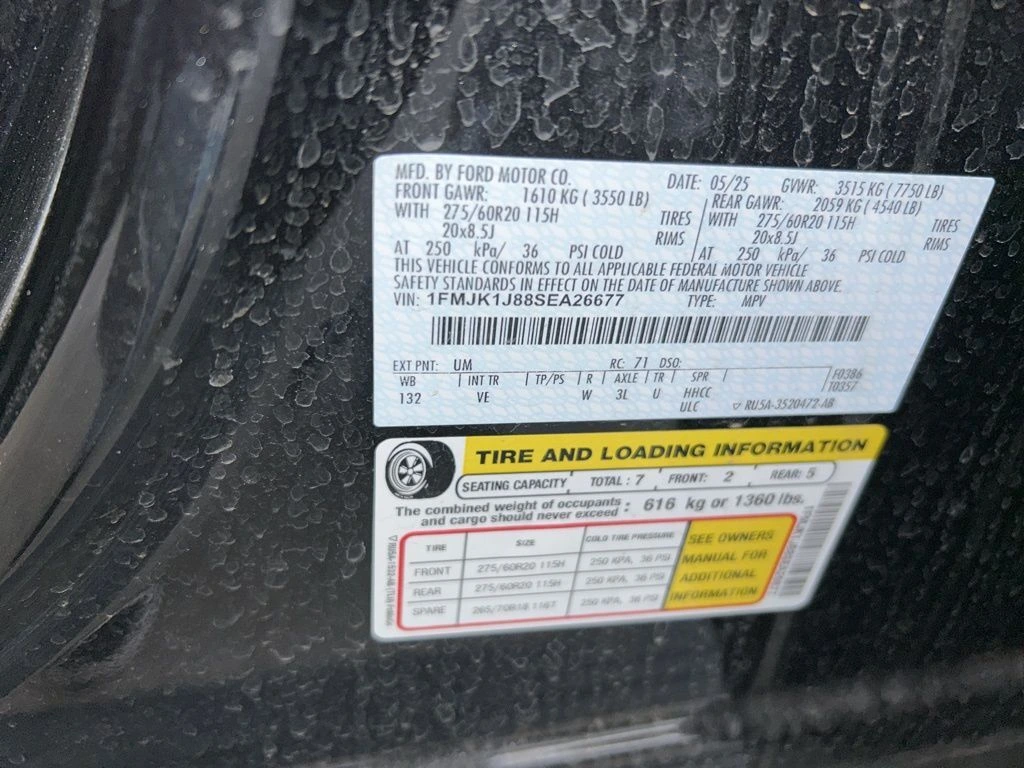 MFD. BY FORD MOTOR CO. DATE: 05/25 GVWR: 3515 KG ( 7750 LB)
FRONT GAWR: 1610 KG ( 3550 LB) REAR GAWR: 2059 KG ( 4540 LB)
WITH 275/60R20 115H TIRES WITH 275/60R20 115H TIRES
20x8.5J RIMS 20x8.5J RIMS
AT 250 kPa/ 36 PSI COLD AT 250 kPa/ 36 PSI COLD
THIS VEHICLE CONFORMS TO ALL APPLICABLE FEDERAL MOTOR VEHICLE
SAFETY STANDARDS IN EFFECT ON THE DATE OF MANUFACTURE SHOWN ABOVE.
VIN: 1FMJK1J88SEA26677 TYPE: MPV
EXT PNT: UM RC: 71 DSO: F0386
WB INT TR TP/PS R AXLE TR SPR T0357
132 VE W 3L U HHCC
ULC RU5A-3520472-AB
TIRE AND LOADING INFORMATION
SEATING CAPACITY TOTAL : 7 FRONT: 2 REAR: 5
The combined weight of occupants and cargo should never exceed : 616 kg or 1360 lbs.
TIRE SIZE COLD TIRE PRESSURE
FRONT 275/60R20 115H 250 KPA, 36 PSI
REAR 275/60R20 115H 250 KPA, 36 PSI
SPARE 265/70R18 116T 250 KPA, 36 PSI
SEE OWNERS
MANUAL FOR
ADDITIONAL
INFORMATION